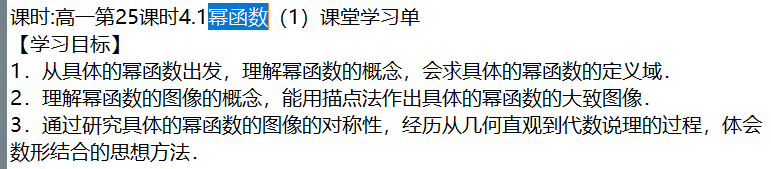 课时:高一第25课时4.1幂函数（1）课堂学习单
【学习目标】
1．从具体的幂函数出发，理解幂函数的概念，会求具体的幂函数的定义域．
2．理解幂函数的图像的概念，能用描点法作出具体的幂函数的大致图像．
3．通过研究具体的幂函数的图像的对称性，经历从几何直观到代数说理的过程，体会
数形结合的思想方法．